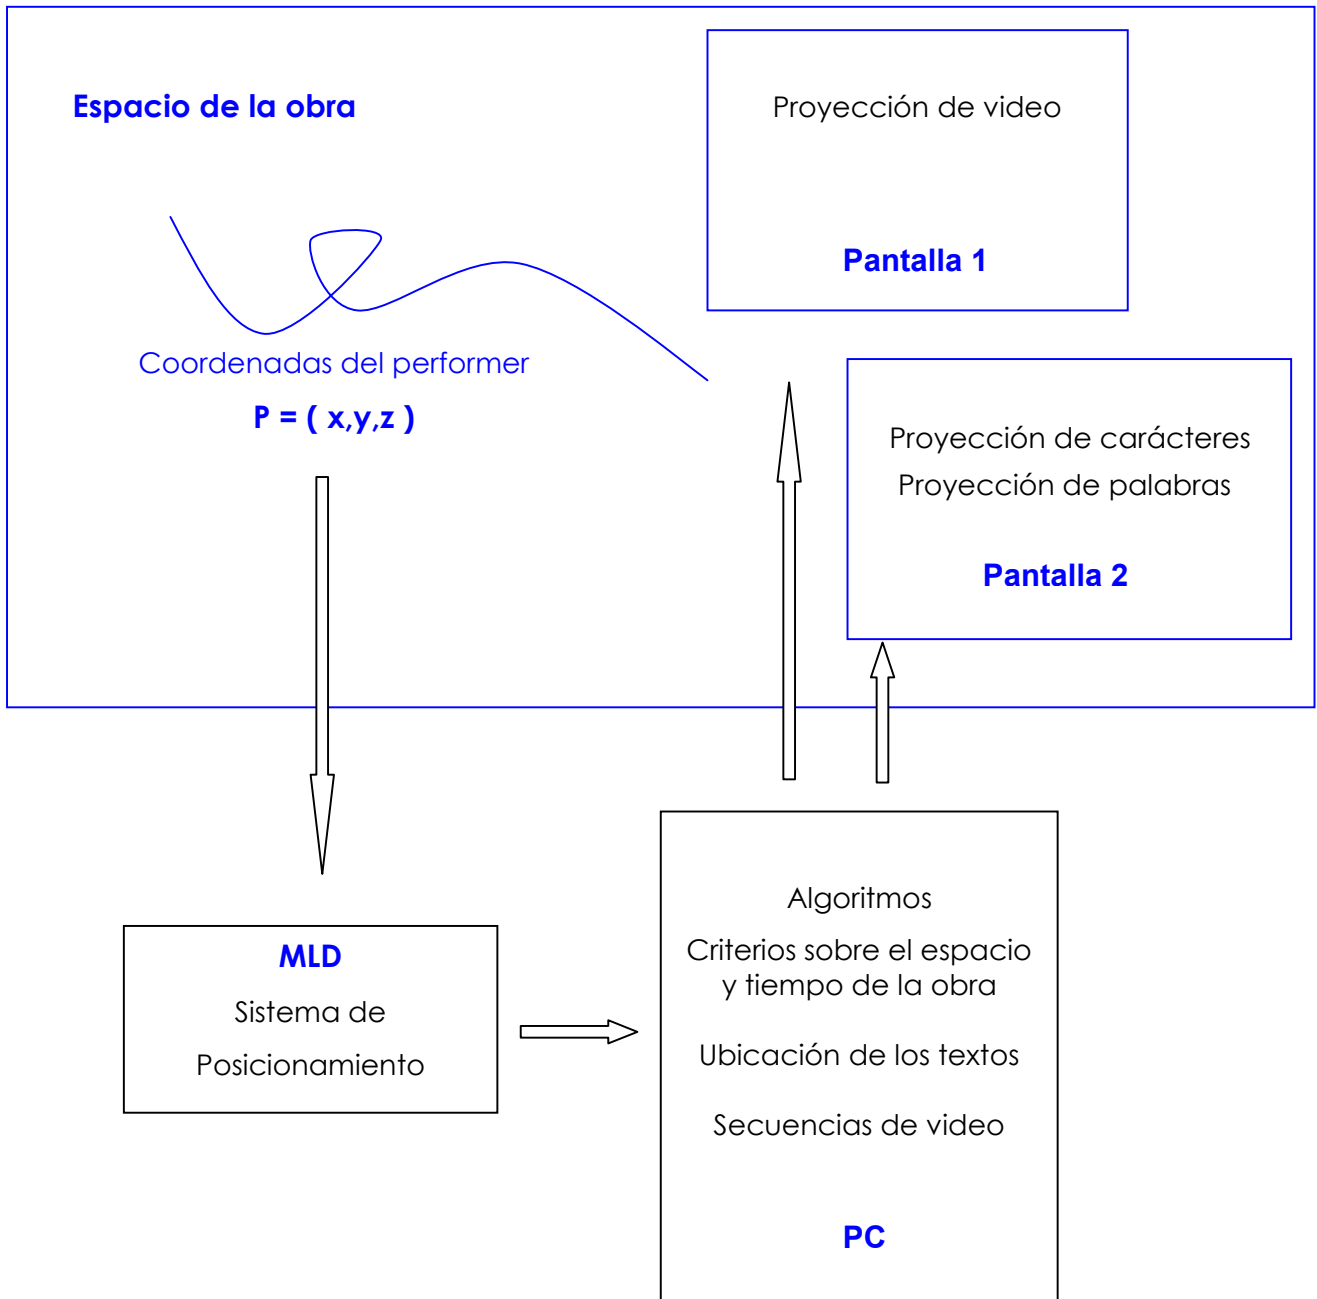 Espacio de la obra
Proyección de video
Pantalla 1
Coordenadas del performer
P = ( x,y,z )
Proyección de carácteres
Proyección de palabras
Pantalla 2
MLD
Sistema de
Posicionamiento
Algoritmos
Criterios sobre el espacio
y tiempo de la obra
Ubicación de los textos
Secuencias de video
PC